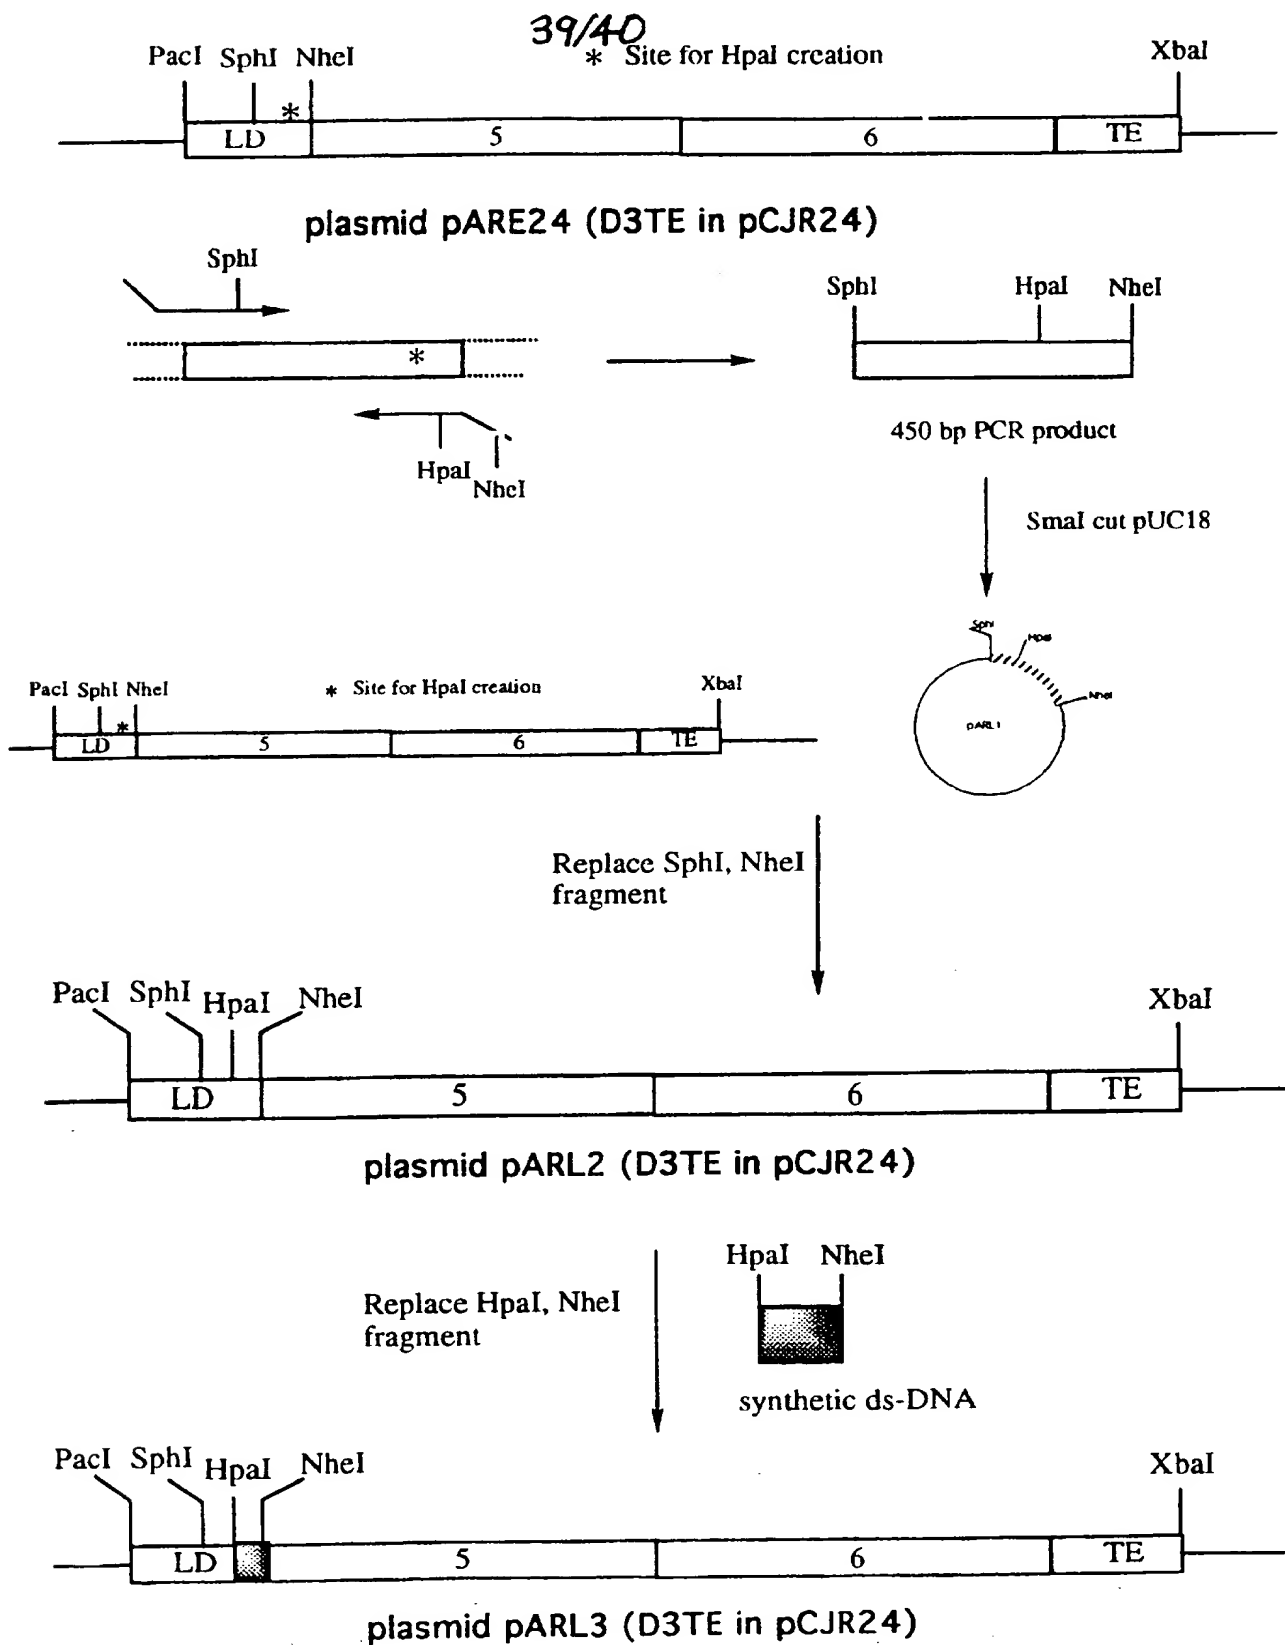 39/40
* Site for HpaI creation
PacI SphI NheI XbaI
*
LD 5 6 TE
plasmid pARE24 (D3TE in pCJR24)
SphI
*
HpaI
NheI
SphI HpaI NheI
450 bp PCR product
SmaI cut pUC18
SphI
HpaI
NheI
pARL1
PacI SphI NheI * Site for HpaI creation XbaI
*
LD 5 6 TE
Replace SphI, NheI
fragment
PacI SphI HpaI NheI XbaI
LD 5 6 TE
plasmid pARL2 (D3TE in pCJR24)
Replace HpaI, NheI
fragment
HpaI NheI
synthetic ds-DNA
PacI SphI HpaI NheI XbaI
LD 5 6 TE
plasmid pARL3 (D3TE in pCJR24)